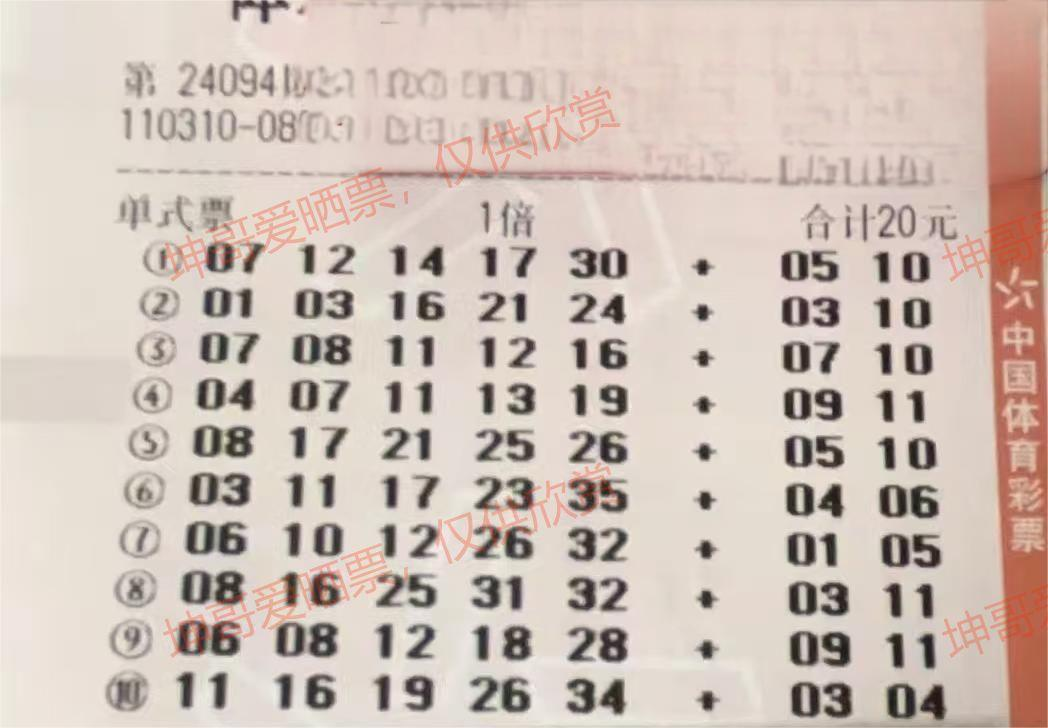 第 24094
110310-08
单式票 1倍 合计20元
① 07 12 14 17 30 + 05 10
② 01 03 16 21 24 + 03 10
③ 07 08 11 12 16 + 07 10
④ 04 07 11 13 19 + 09 11
⑤ 08 17 21 25 26 + 05 10
⑥ 03 11 17 23 35 + 04 06
⑦ 06 10 12 26 32 + 01 05
⑧ 08 16 25 31 32 + 03 11
⑨ 06 08 12 18 28 + 09 11
⑩ 11 16 19 26 34 + 03 04
中国体育彩票
坤哥爱晒票，仅供欣赏
坤哥爱晒票，仅供欣赏
坤哥
坤哥